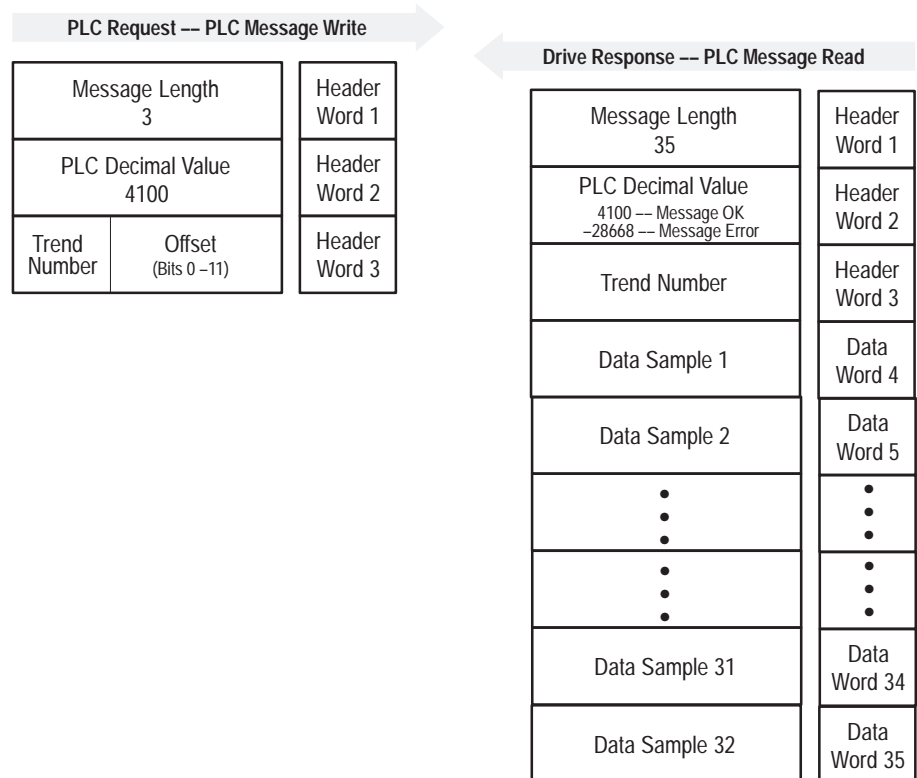 PLC Request –– PLC Message Write
Message Length
3
Header
Word 1
PLC Decimal Value
4100
Header
Word 2
Trend
Number
Offset
(Bits 0 –11)
Header
Word 3
Drive Response –– PLC Message Read
Message Length
35
Header
Word 1
PLC Decimal Value
4100 –– Message OK
–28668 –– Message Error
Header
Word 2
Trend Number
Header
Word 3
Data Sample 1
Data
Word 4
Data Sample 2
Data
Word 5
Data Sample 31
Data
Word 34
Data Sample 32
Data
Word 35